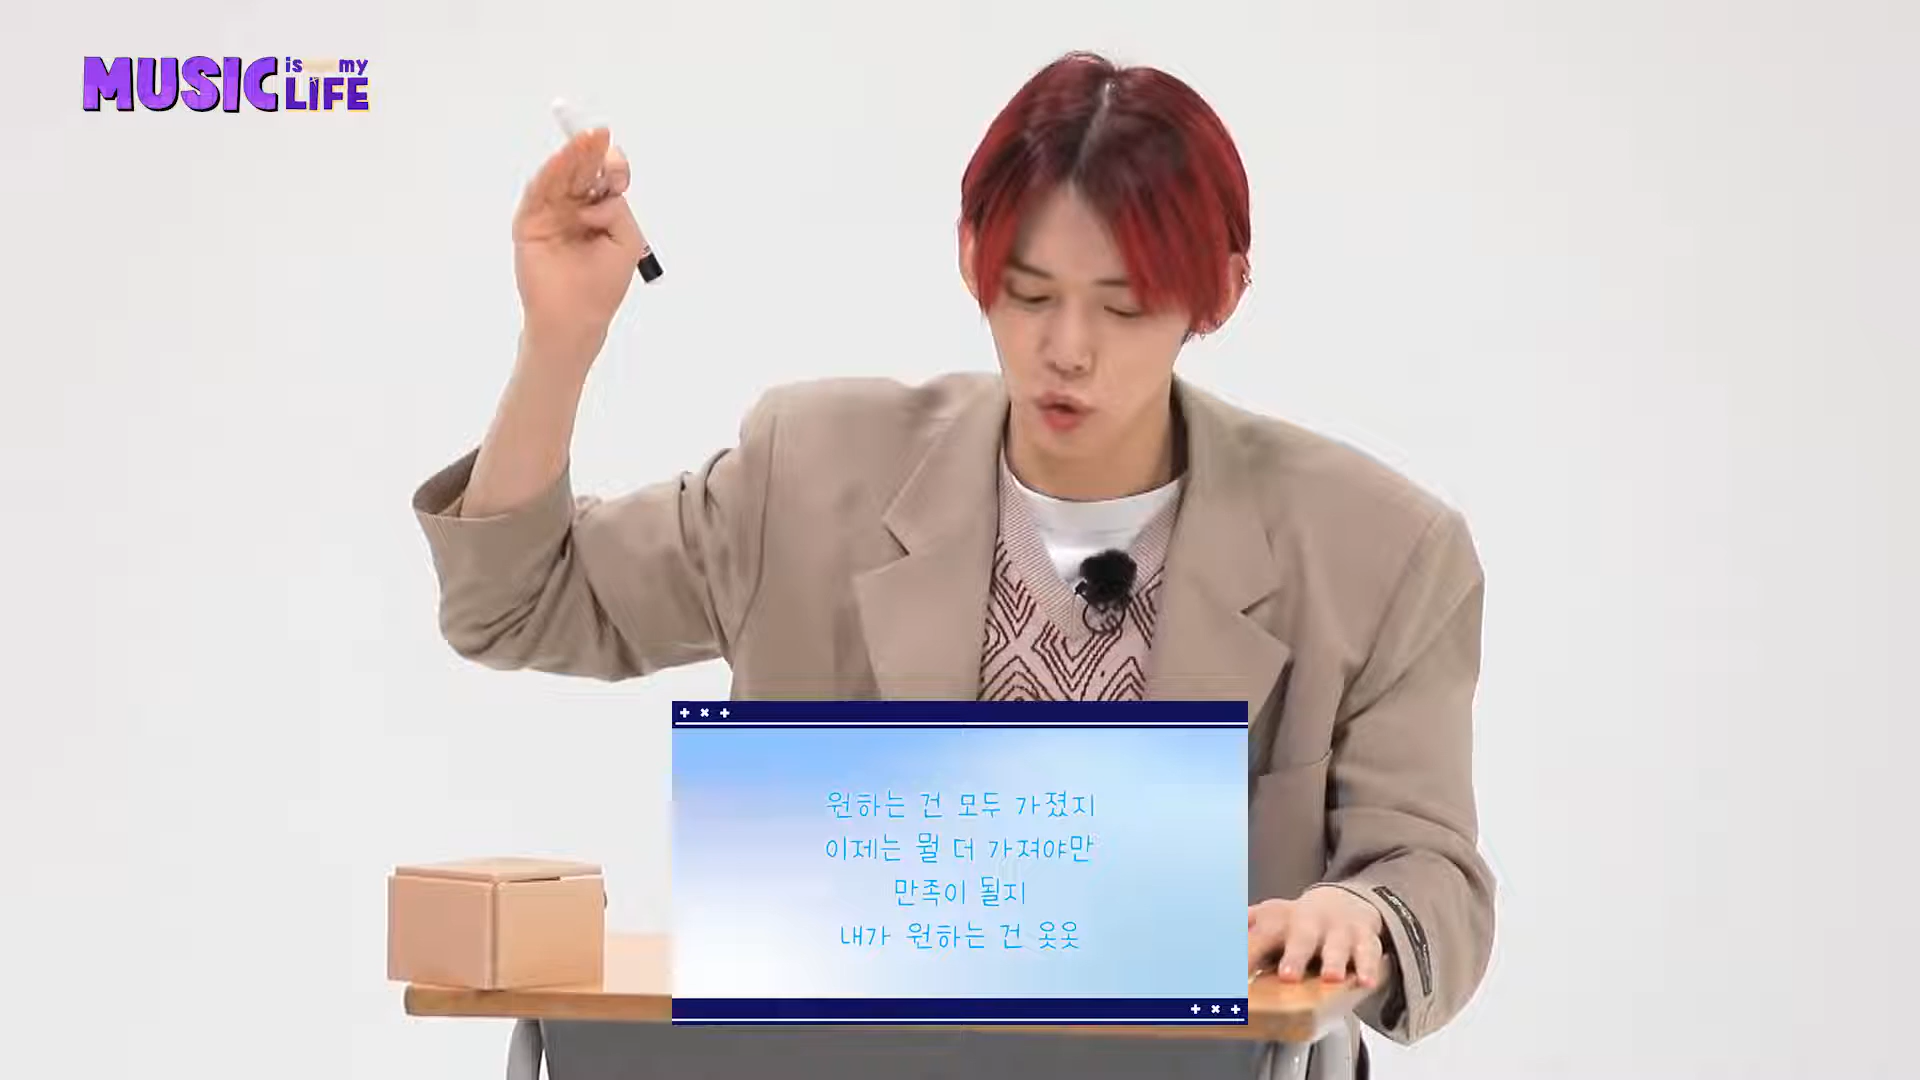 MUSIC is my LIFE
원하는 건 모두 가졌지
이제는 뭘 더 가져야만
만족이 될지
내가 원하는 건 옷옷